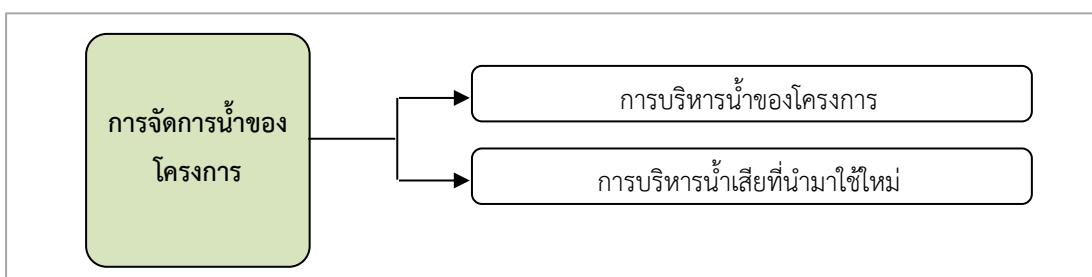 การจัดการน้ำของ
โครงการ
การบริหารน้ำของโครงการ
การบริหารน้ำเสียที่นำมาใช้ใหม่